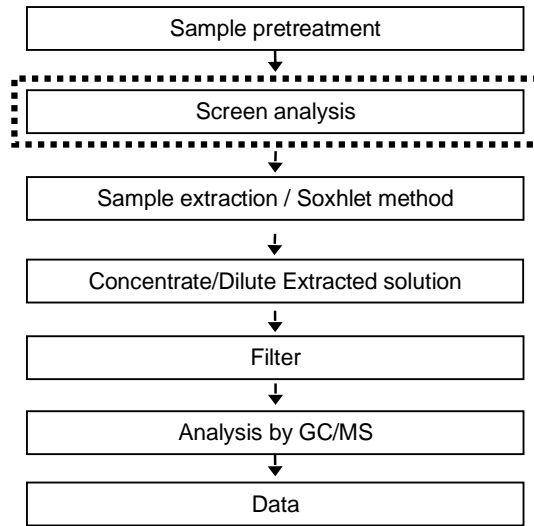 Sample pretreatment
Screen analysis
Sample extraction / Soxhlet method
Concentrate/Dilute Extracted solution
Filter
Analysis by GC/MS
Data